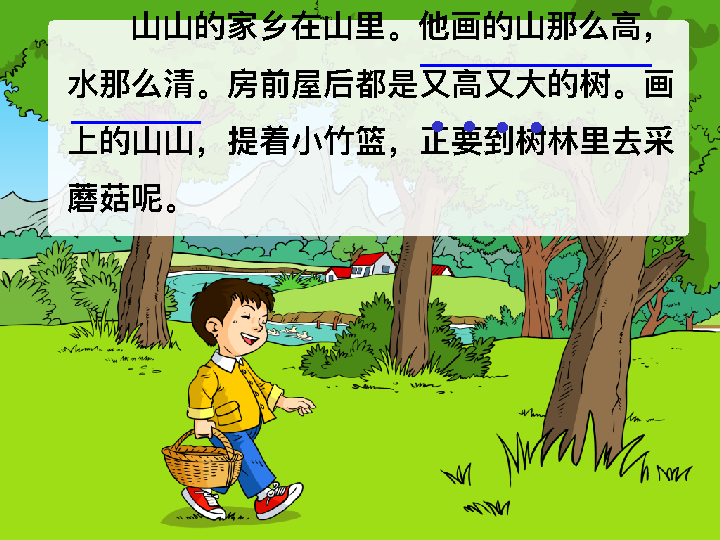 山山的家乡在山里。他画的山那么高，
水那么清。房前屋后都是又高又大的树。画
上的山山，提着小竹篮，正要到树林里去采
蘑菇呢。